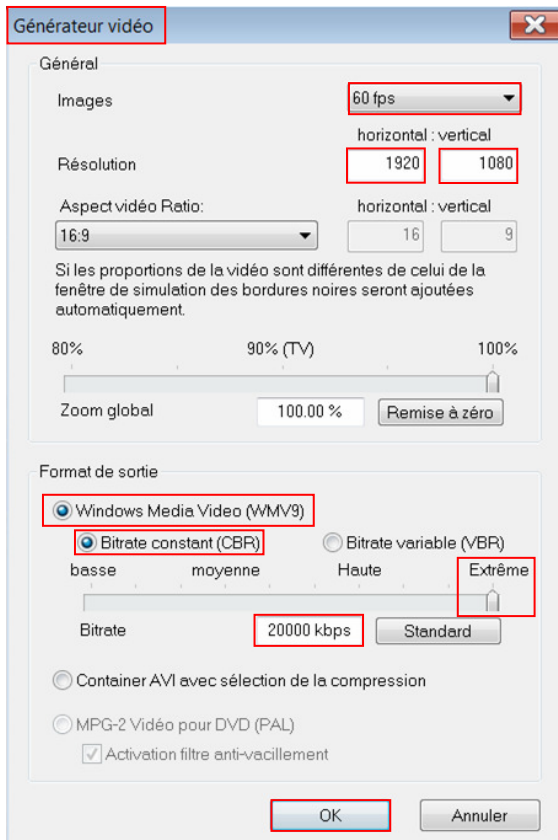 Générateur vidéo
Général
Images 60 fps
horizontal : vertical
Résolution 1920 1080
Aspect vidéo Ratio: horizontal : vertical
16:9 16 9
Si les proportions de la vidéo sont différentes de celui de la
fenêtre de simulation des bordures noires seront ajoutées
automatiquement.
80% 90% (TV) 100%
Zoom global 100.00 % Remise à zéro
Format de sortie
Windows Media Video (WMV9)
Bitrate constant (CBR) Bitrate variable (VBR)
basse moyenne Haute Extrême
Bitrate 20000 kbps Standard
Container AVI avec sélection de la compression
MPG-2 Vidéo pour DVD (PAL)
Activation filtre anti-vacillement
OK Annuler